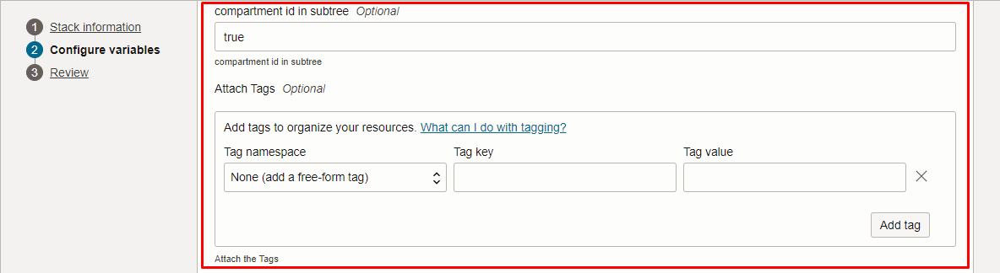 1 Stack information
2 Configure variables
3 Review
compartment id in subtree Optional
true
compartment id in subtree
Attach Tags Optional
Add tags to organize your resources. What can I do with tagging?
Tag namespace Tag key Tag value
None (add a free-form tag)
Add tag
Attach the Tags